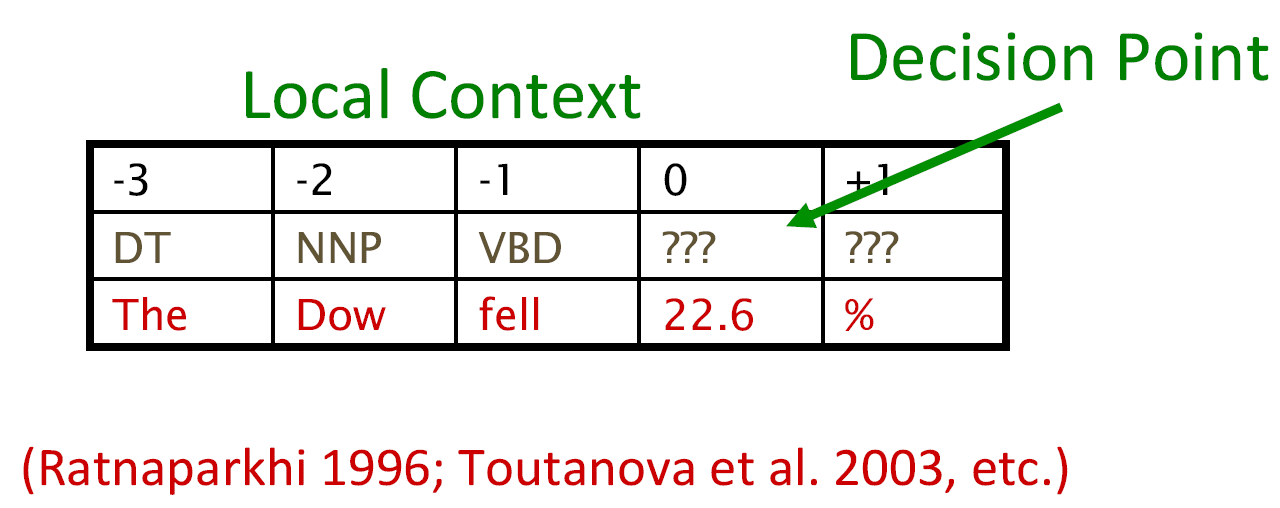 Decision Point
Local Context
-3 -2 -1 0 +1
DT NNP VBD ??? ???
The Dow fell 22.6 %
(Ratnaparkhi 1996; Toutanova et al. 2003, etc.)